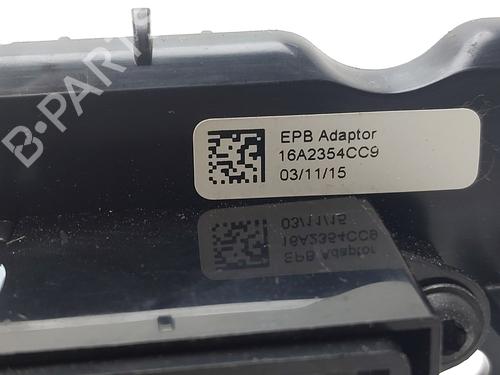 B-PARTS
EPB Adaptor
16A2354CC9
03/11/15